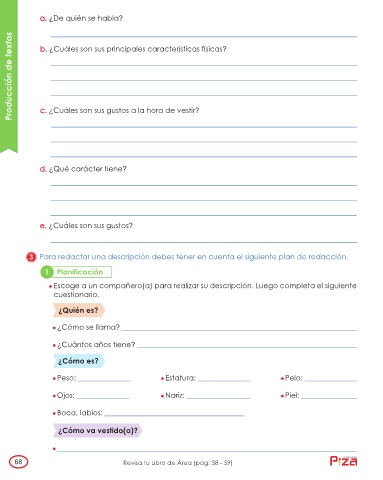 Producción de textos
a. ¿De quién se habla?
b. ¿Cuáles son sus principales características físicas?
c. ¿Cuáles son sus gustos a la hora de vestir?
d. ¿Qué carácter tiene?
e. ¿Cuáles son sus gustos?
3 Para redactar una descripción debes tener en cuenta el siguiente plan de redacción.
1 Planificación
• Escoge a un compañero(a) para realizar su descripción. Luego completa el siguiente
cuestionario.
¿Quién es?
• ¿Cómo se llama?
• ¿Cuántos años tiene?
¿Cómo es?
• Peso: • Estatura: • Pelo:
• Ojos: • Nariz: • Piel:
• Boca, labios:
¿Cómo va vestido(a)?
68 Revisa tu Libro de Área (pág. 58 - 59)